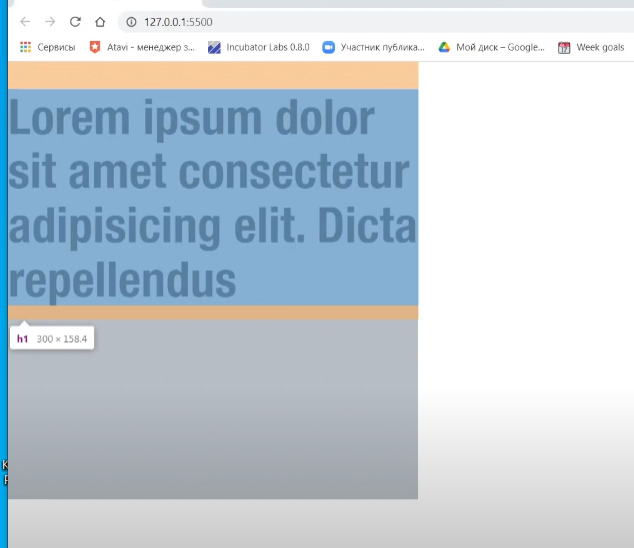 127.0.0.1:5500
Сервисы Atavi - менеджер з... Incubator Labs 0.8.0 Участник публика... Мой диск – Google... Week goals
Lorem ipsum dolor
sit amet consectetur
adipisicing elit. Dicta
repellendus
h1 300 × 158.4